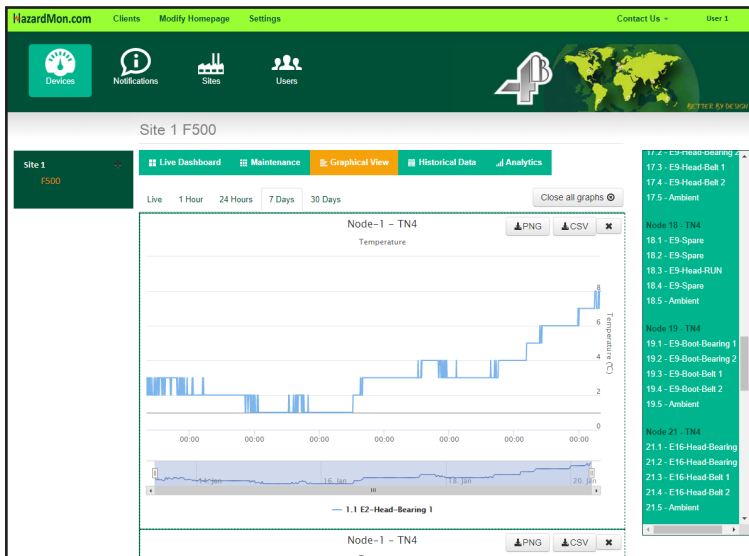 HazardMon.com Clients Modify Homepage Settings Contact Us User 1
Devices Notifications Sites Users
4B
BETTER BY DESIGN
Site 1 F500
Site 1
F500
Live Dashboard Maintenance Graphical View Historical Data Analytics
Live 1 Hour 24 Hours 7 Days 30 Days Close all graphs
Node-1 - TN4 PNG CSV
Temperature
8
6
4
2
0
Temperature (℃)
00:00 00:00 00:00 00:00 00:00 00:00 00:00
14. Jan 16. Jan 18. Jan 20. Jan
1.1 E2-Head-Bearing 1
Node-1 - TN4 PNG CSV
17.2 - E9-Head-Bearing 2
17.3 - E9-Head-Belt 1
17.4 - E9-Head-Belt 2
17.5 - Ambient
Node 18 - TN4
18.1 - E9-Spare
18.2 - E9-Spare
18.3 - E9-Head-RUN
18.4 - E9-Spare
18.5 - Ambient
Node 19 - TN4
19.1 - E9-Boot-Bearing 1
19.2 - E9-Boot-Bearing 2
19.3 - E9-Boot-Belt 1
19.4 - E9-Boot-Belt 2
19.5 - Ambient
Node 21 - TN4
21.1 - E16-Head-Bearing
21.2 - E16-Head-Bearing
21.3 - E16-Head-Belt 1
21.4 - E16-Head-Belt 2
21.5 - Ambient